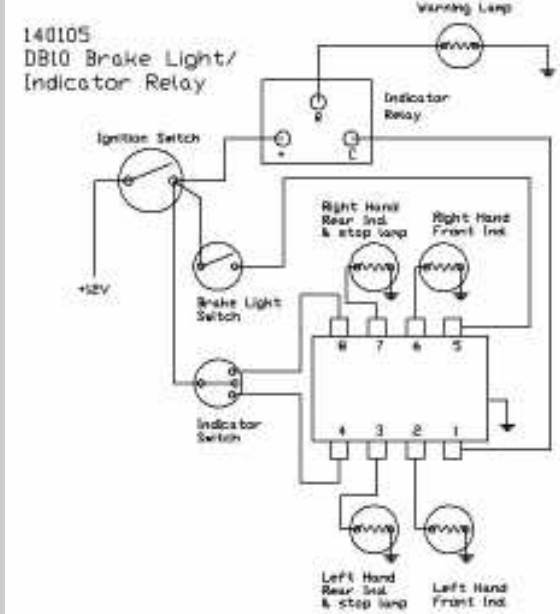 Warning Lamp
140105
DB10 Brake Light/
Indicator Relay
Indicator
Relay
R
+
L
Ignition Switch
+12V
Right Hand
Rear Ind
& stop lamp
Right Hand
Front Ind
Brake Light
Switch
8 7 6 5
Indicator
Switch
4 3 2 1
Left Hand
Rear Ind
& stop lamp
Left Hand
Front Ind